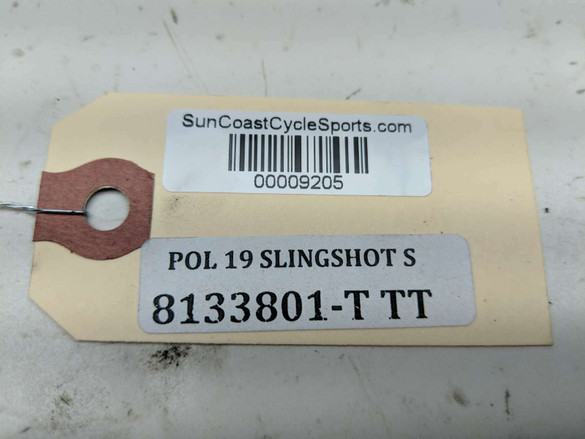 SunCoastCycleSports.com
00009205
POL 19 SLINGSHOT S
8133801-T TT